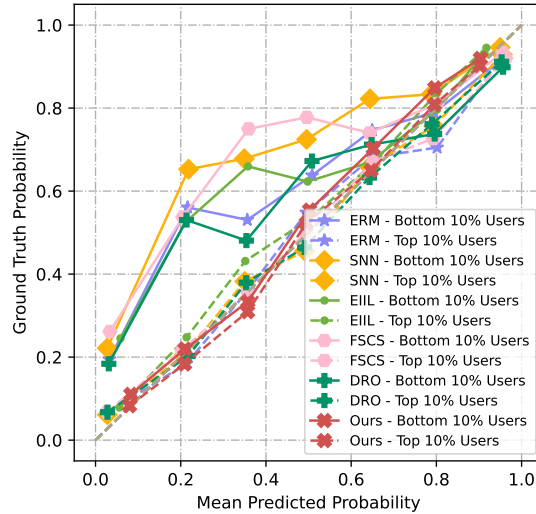 1.0
0.8
0.6
0.4
0.2
0.0
Ground Truth Probability
ERM - Bottom 10% Users
ERM - Top 10% Users
SNN - Bottom 10% Users
SNN - Top 10% Users
EIIL - Bottom 10% Users
EIIL - Top 10% Users
FSCS - Bottom 10% Users
FSCS - Top 10% Users
DRO - Bottom 10% Users
DRO - Top 10% Users
Ours - Bottom 10% Users
Ours - Top 10% Users
0.0 0.2 0.4 0.6 0.8 1.0
Mean Predicted Probability